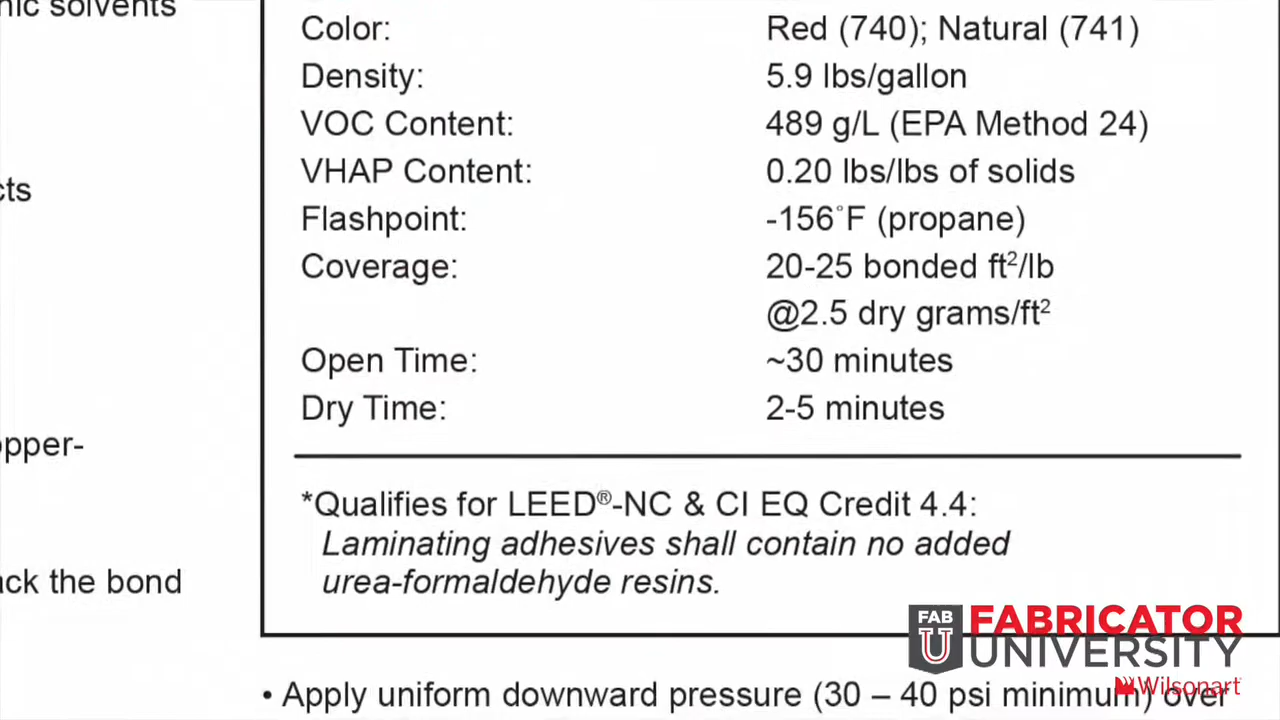 nic solvents
Color: Red (740); Natural (741)
Density: 5.9 lbs/gallon
VOC Content: 489 g/L (EPA Method 24)
VHAP Content: 0.20 lbs/lbs of solids
cts
Flashpoint: -156°F (propane)
Coverage: 20-25 bonded ft²/lb
@2.5 dry grams/ft²
Open Time: ~30 minutes
Dry Time: 2-5 minutes
opper-
*Qualifies for LEED®-NC & CI EQ Credit 4.4:
Laminating adhesives shall contain no added
urea-formaldehyde resins.
ack the bond
FAB
U
FABRICATOR
UNIVERSITY
Wilsonart
• Apply uniform downward pressure (30 – 40 psi minimum) over